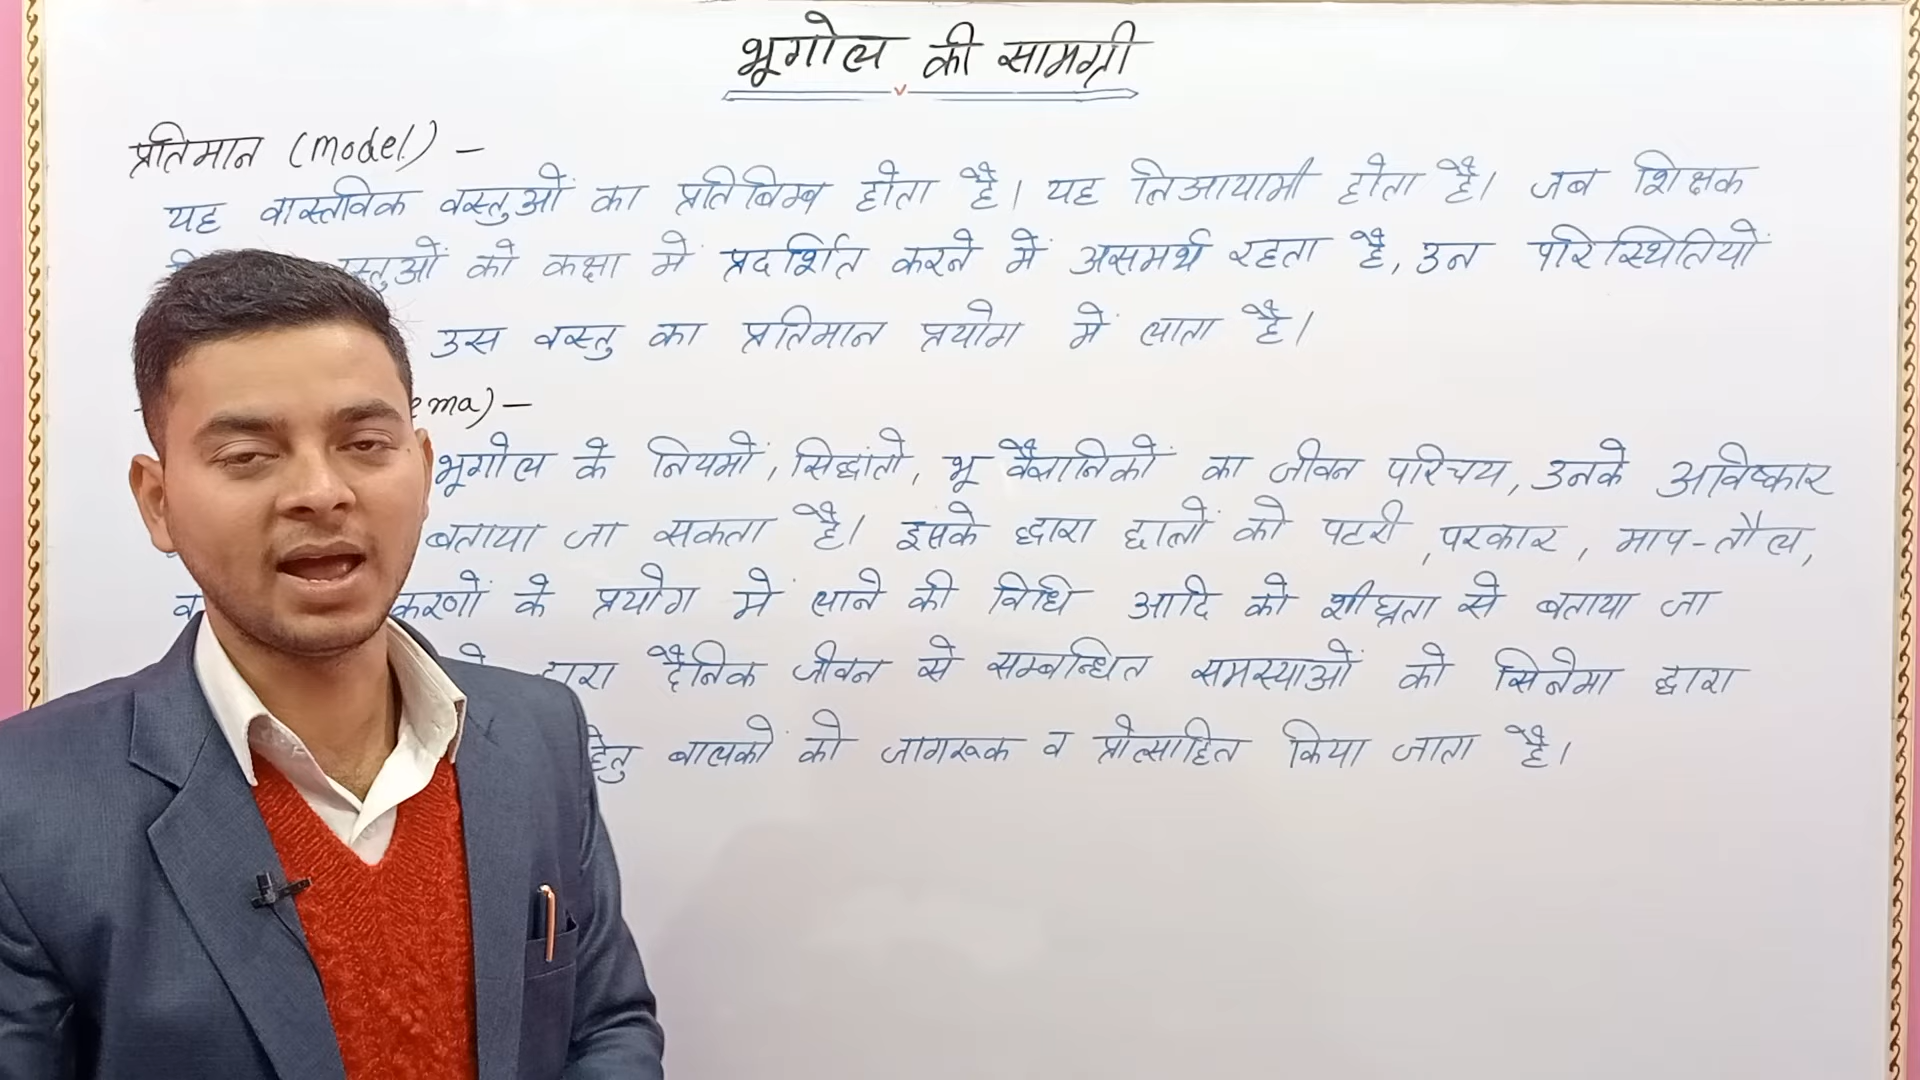 भूगोल की सामग्री
प्रतिमान (model) -
यह वास्तविक वस्तुओं का प्रतिबिम्ब होता है। यह त्रिआयामी होता है। जब शिक्षक
को कक्षा में प्रदर्शित करने में असमर्थ रहता है, उन परिस्थितियों
उस वस्तु का प्रतिमान प्रयोग में लाता है।
ema) -
भूगोल के नियमों, सिद्धांतो, भू वैज्ञानिकों का जीवन परिचय, उनके अविष्कार
बताया जा सकता है। इसके द्वारा छात्रों को पटरी, परकार, माप-तौल,
करणों के प्रयोग में लाने की विधि आदि को शीघ्रता से बताया जा
द्वारा दैनिक जीवन से सम्बन्धित समस्याओं को सिनेमा द्वारा
हेतु बालकों को जागरूक व प्रोत्साहित किया जाता है।